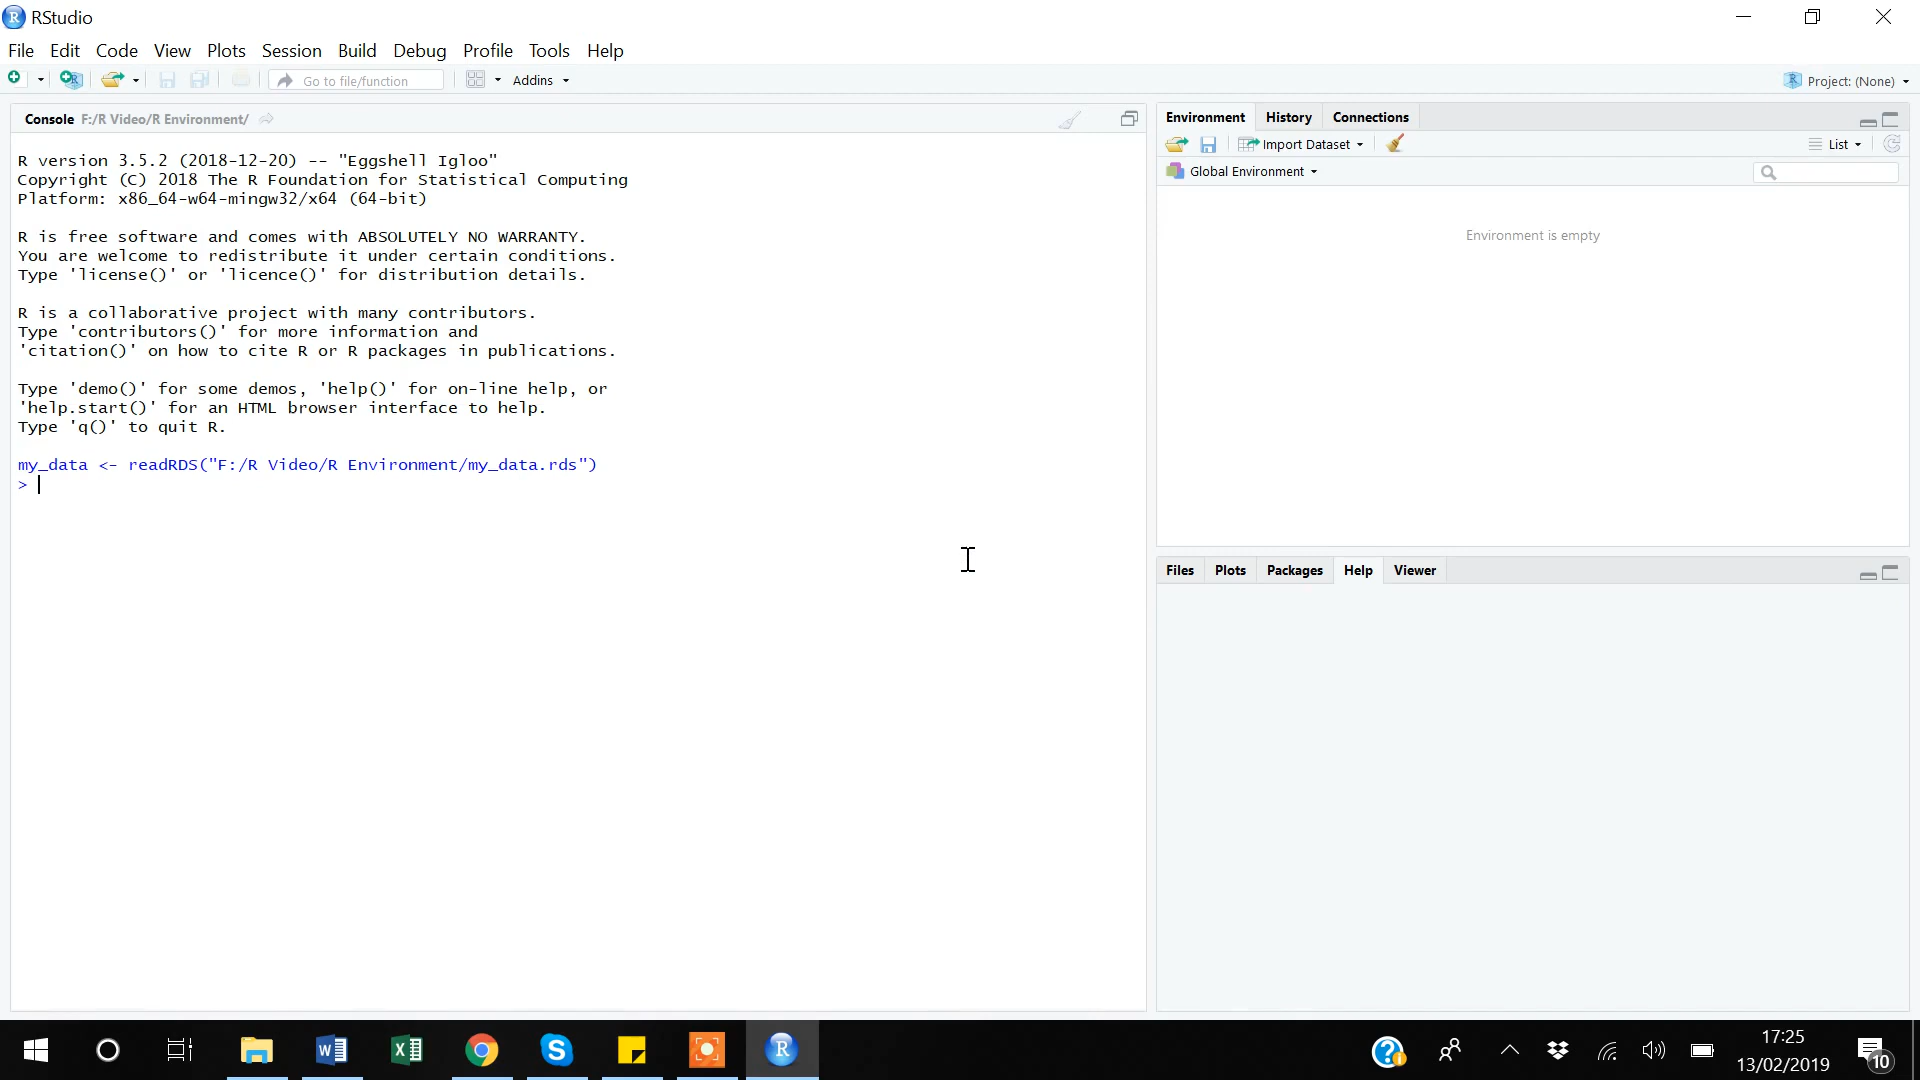 RStudio
File Edit Code View Plots Session Build Debug Profile Tools Help
Go to file/function Addins Project: (None)
Console F:/R Video/R Environment/
R version 3.5.2 (2018-12-20) -- "Eggshell Igloo"
Copyright (C) 2018 The R Foundation for Statistical Computing
Platform: x86_64-w64-mingw32/x64 (64-bit)
R is free software and comes with ABSOLUTELY NO WARRANTY.
You are welcome to redistribute it under certain conditions.
Type 'license()' or 'licence()' for distribution details.
R is a collaborative project with many contributors.
Type 'contributors()' for more information and
'citation()' on how to cite R or R packages in publications.
Type 'demo()' for some demos, 'help()' for on-line help, or
'help.start()' for an HTML browser interface to help.
Type 'q()' to quit R.
my_data <- readRDS("F:/R Video/R Environment/my_data.rds")
>
Environment History Connections
Import Dataset List
Global Environment
Environment is empty
Files Plots Packages Help Viewer
17:25
13/02/2019
10